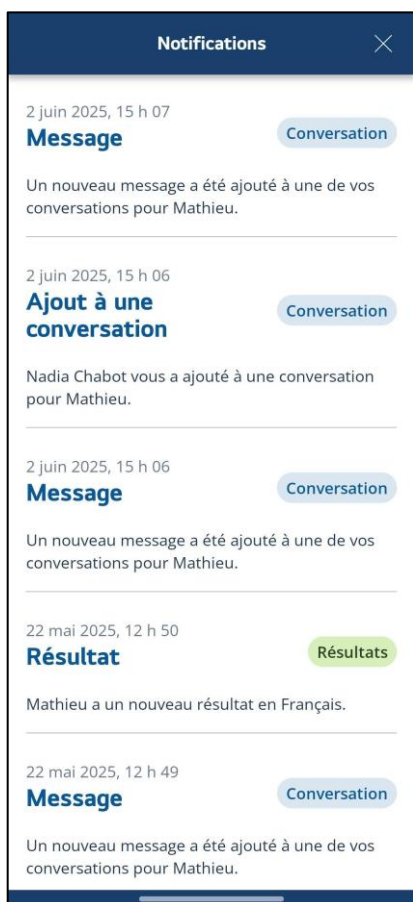 Notifications
2 juin 2025, 15 h 07
Message
Conversation
Un nouveau message a été ajouté à une de vos
conversations pour Mathieu.
2 juin 2025, 15 h 06
Ajout à une
conversation
Conversation
Nadia Chabot vous a ajouté à une conversation
pour Mathieu.
2 juin 2025, 15 h 06
Message
Conversation
Un nouveau message a été ajouté à une de vos
conversations pour Mathieu.
22 mai 2025, 12 h 50
Résultat
Résultats
Mathieu a un nouveau résultat en Français.
22 mai 2025, 12 h 49
Message
Conversation
Un nouveau message a été ajouté à une de vos
conversations pour Mathieu.